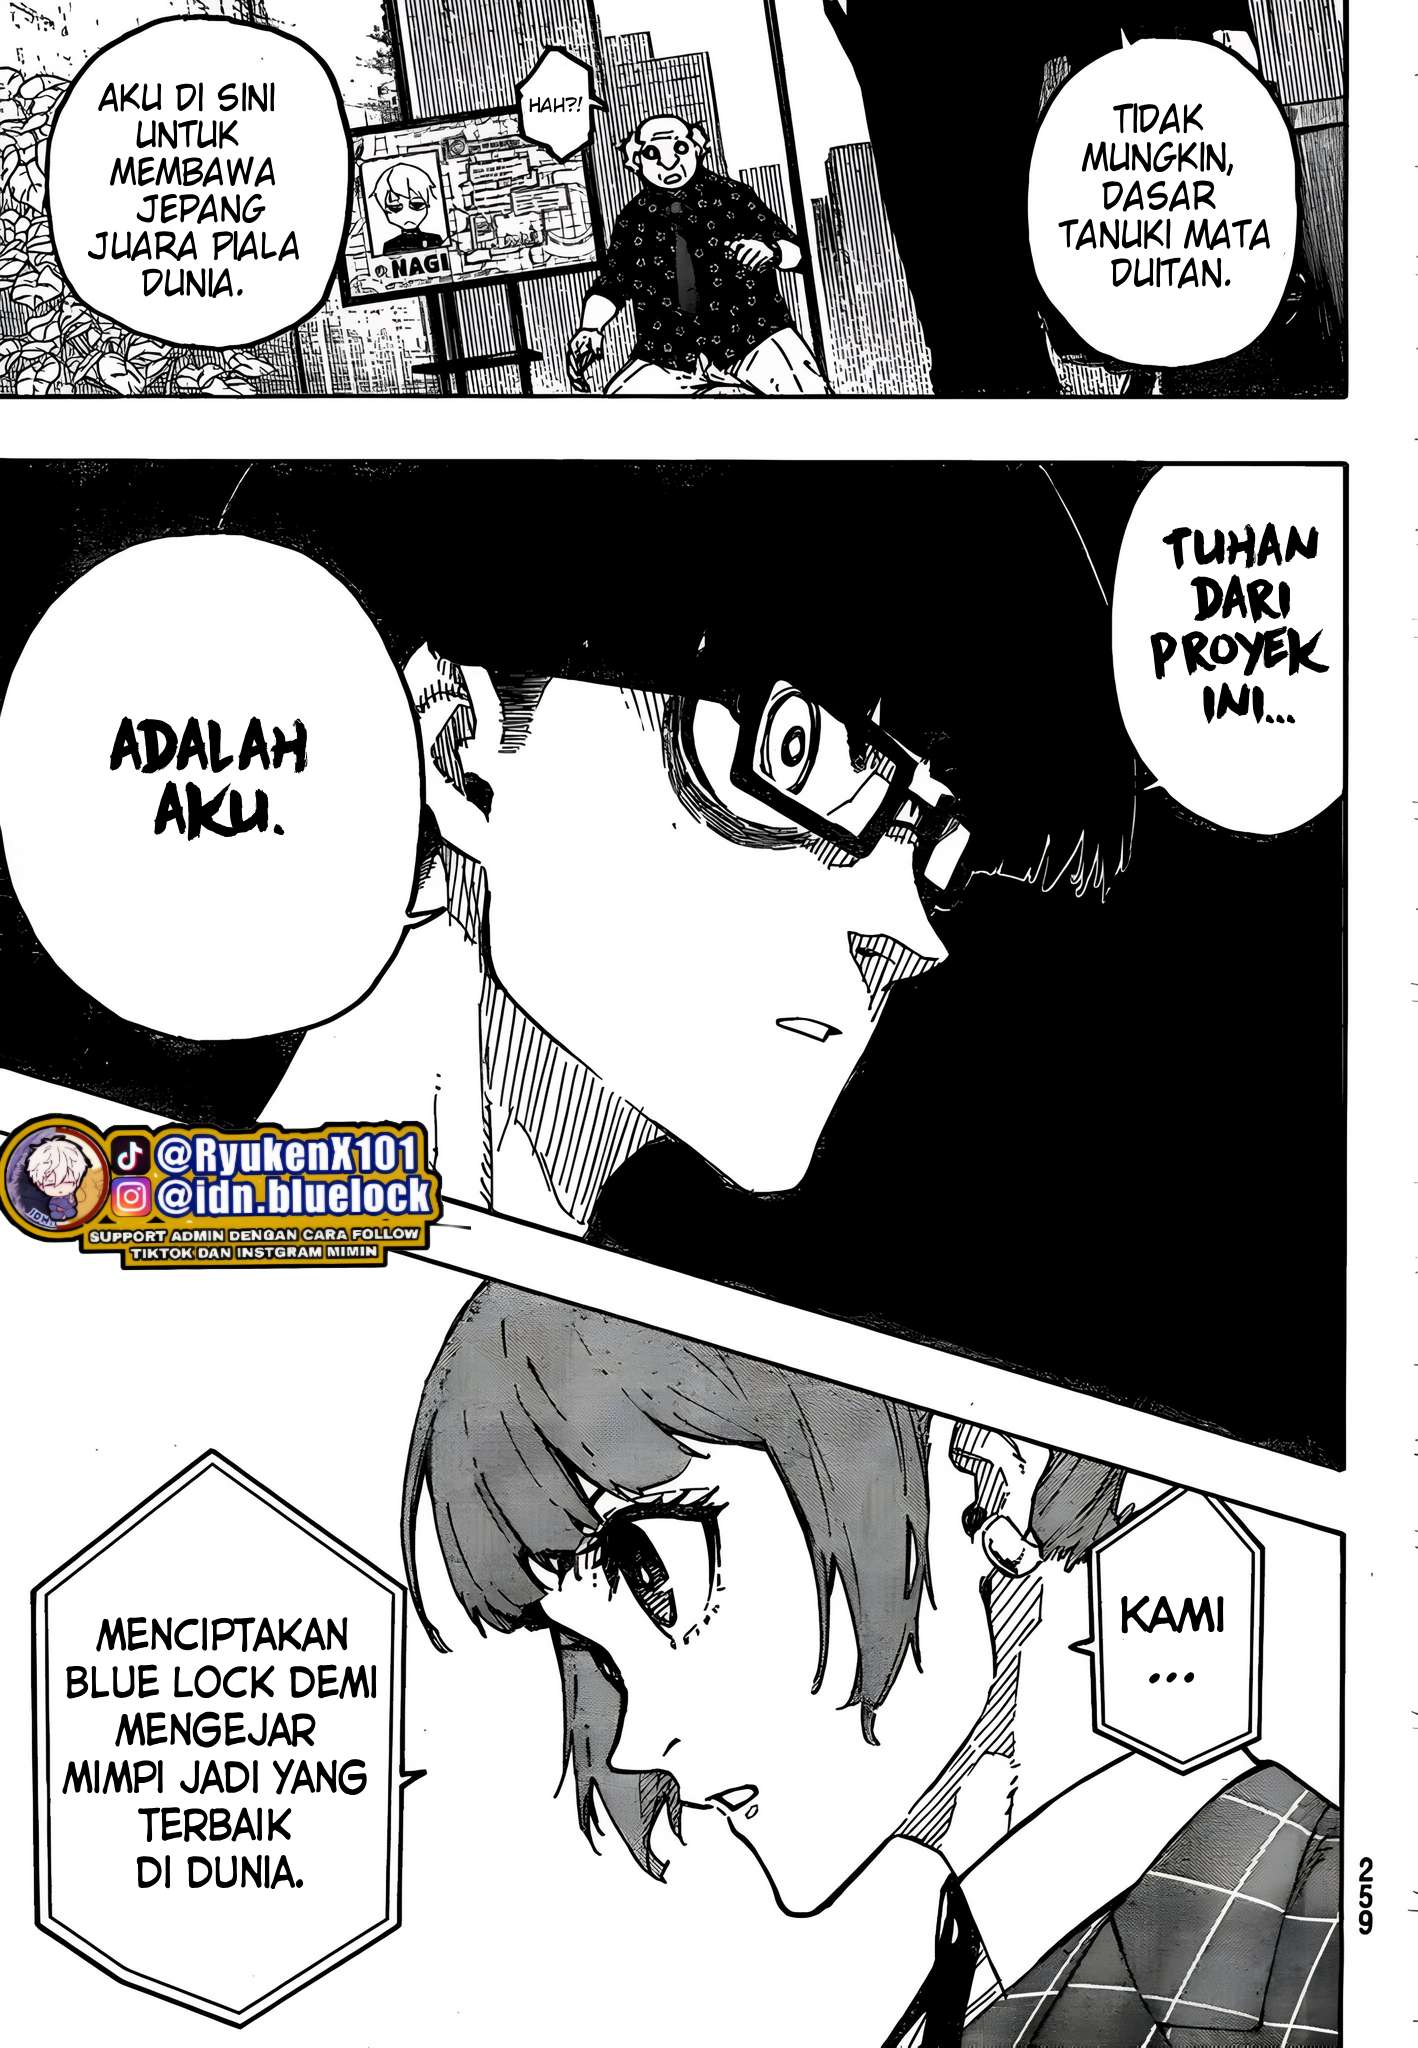 TIDAK
MUNGKIN,
DASAR
TANUKI MATA
DUITAN.
HAH?!
NAGI
AKU DI SINI
UNTUK
MEMBAWA
JEPANG
JUARA PIALA
DUNIA.
TUHAN
DARI
PROYEK
INI...
ADALAH
AKU.
@RyukenX101
@idn.bluelock
SUPPORT ADMIN DENGAN CARA FOLLOW
TIKTOK DAN INSTGRAM MIMIN
KAMI
...
MENCIPTAKAN
BLUE LOCK DEMI
MENGEJAR
MIMPI JADI YANG
TERBAIK
DI DUNIA.
259